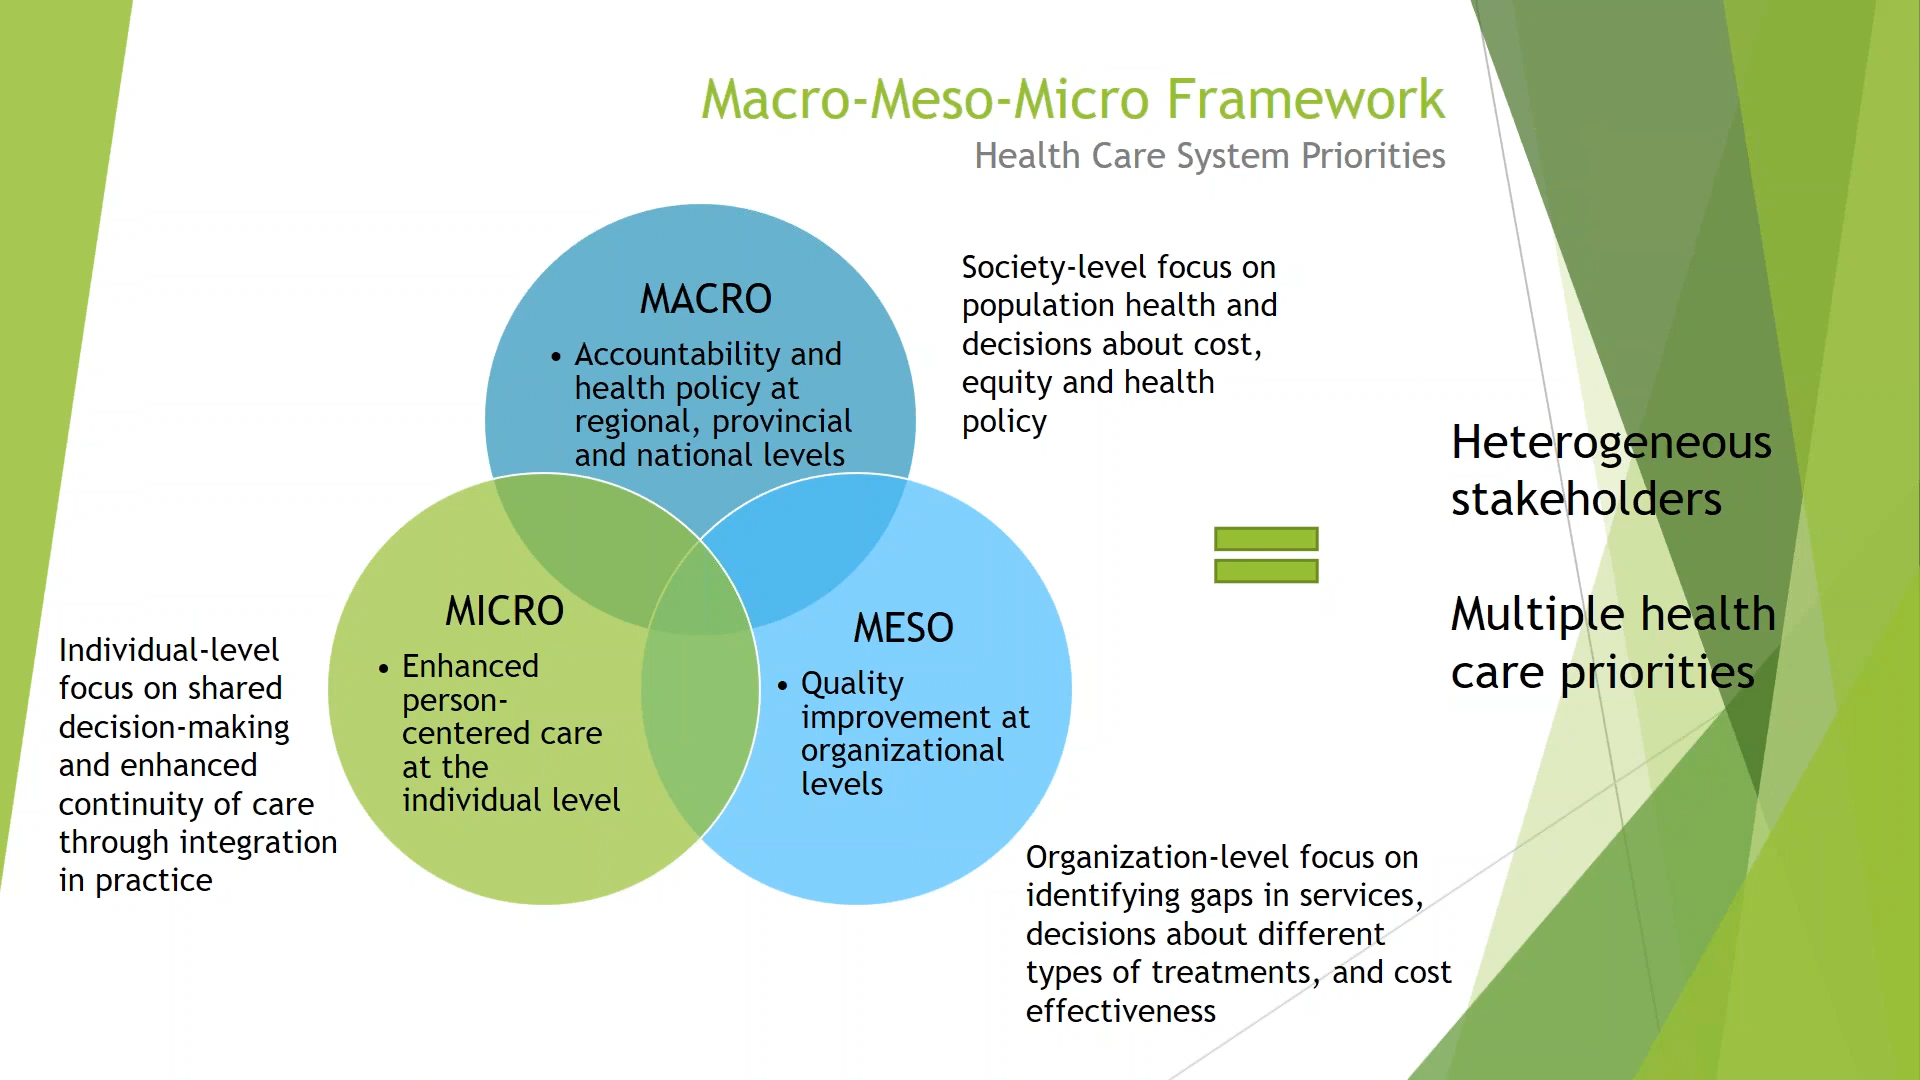 Macro-Meso-Micro Framework
Health Care System Priorities
MACRO
• Accountability and
health policy at
regional, provincial
and national levels
Society-level focus on
population health and
decisions about cost,
equity and health
policy
MICRO
• Enhanced
person-
centered care
at the
individual level
Individual-level
focus on shared
decision-making
and enhanced
continuity of care
through integration
in practice
MESO
• Quality
improvement at
organizational
levels
Organization-level focus on
identifying gaps in services,
decisions about different
types of treatments, and cost
effectiveness
Heterogeneous
stakeholders
Multiple health
care priorities